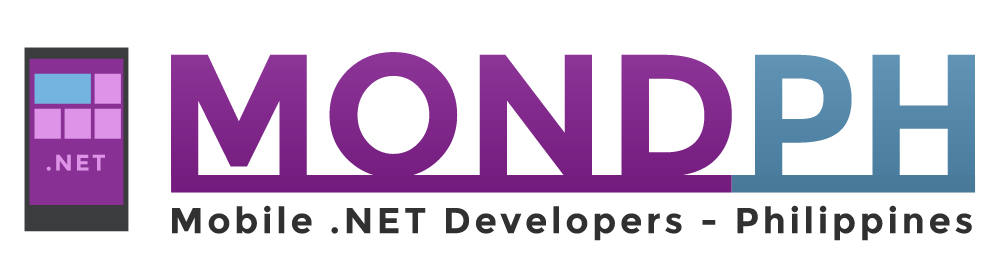 .NET
MONDPH
Mobile .NET Developers - Philippines